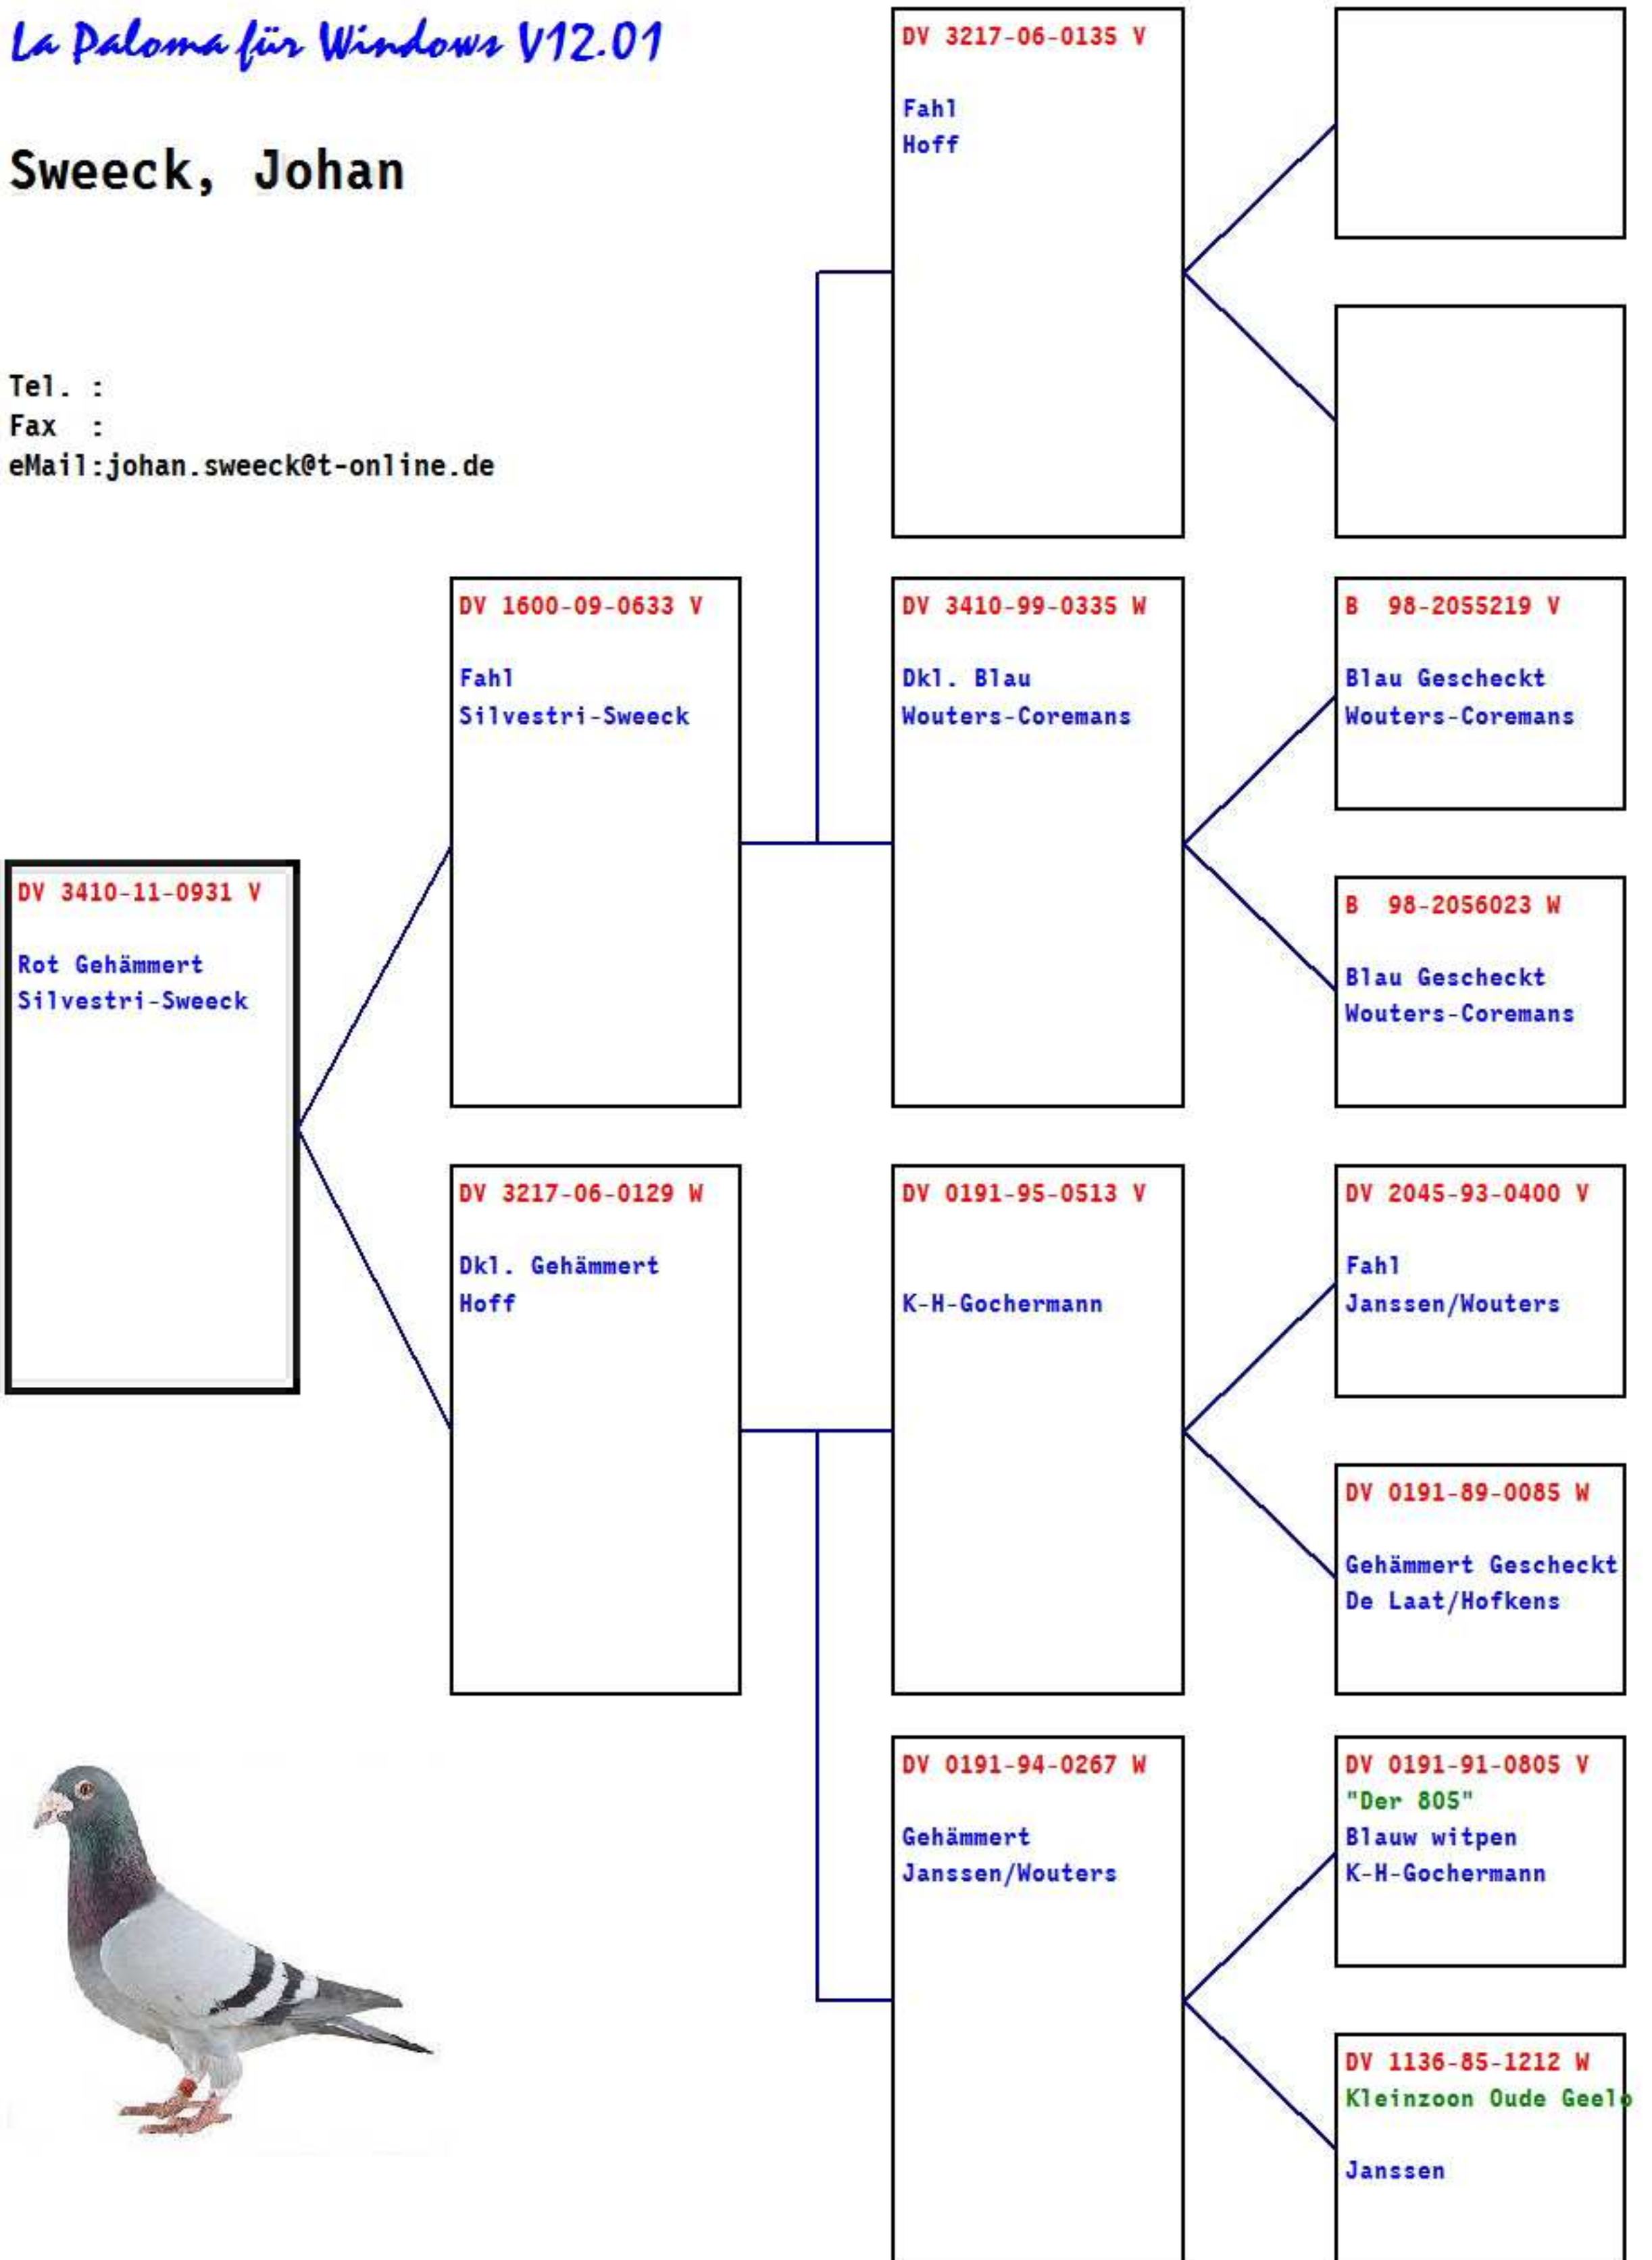 La Paloma für Windows V12.01
Sweeck, Johan
Tel. :
Fax :
eMail:johan.sweeck@t-online.de
DV 3410-11-0931 V
Rot Gehämmert
Silvestri-Sweeck
DV 1600-09-0633 V
Fahl
Silvestri-Sweeck
DV 3217-06-0129 W
Dkl. Gehämmert
Hoff
DV 3217-06-0135 V
Fahl
Hoff
DV 3410-99-0335 W
Dkl. Blau
Wouters-Coremans
DV 0191-95-0513 V
K-H-Gochermann
DV 0191-94-0267 W
Gehämmert
Janssen/Wouters
B 98-2055219 V
Blau Gescheckt
Wouters-Coremans
B 98-2056023 W
Blau Gescheckt
Wouters-Coremans
DV 2045-93-0400 V
Fahl
Janssen/Wouters
DV 0191-89-0085 W
Gehämmert Gescheckt
De Laat/Hofkens
DV 0191-91-0805 V
"Der 805"
Blauw witpen
K-H-Gochermann
DV 1136-85-1212 W
Kleinzoon Oude Geelo
Janssen